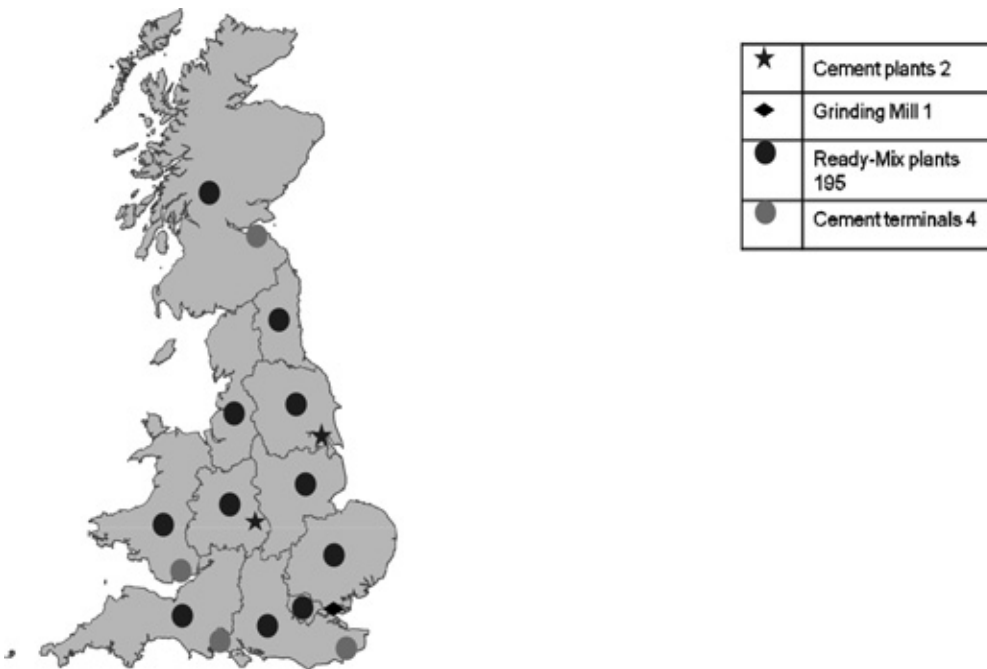 Cement plants 2
Grinding Mill 1
Ready-Mix plants
195
Cement terminals 4